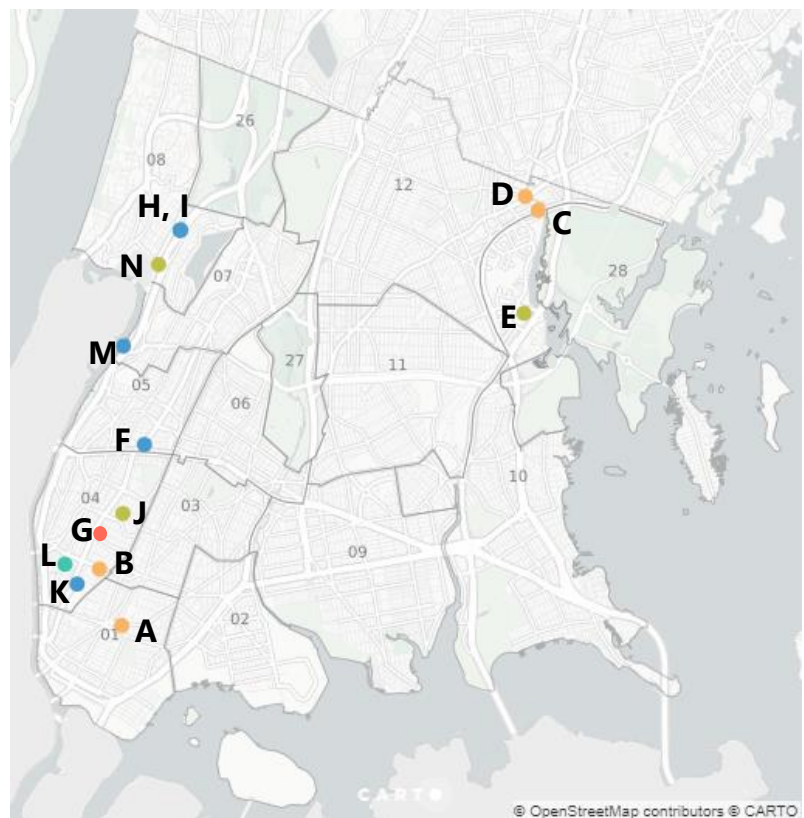 26
08
12
D
H, I
C
N
07
28
E
M
27
11
05
06
F
10
04
J
03
G
L
B
09
K
01
A
02
CARTO
© OpenStreetMap contributors © CARTO